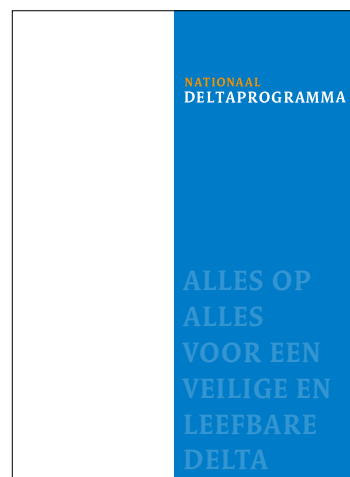 NATIONAAL
DELTAPROGRAMMA
ALLES OP
ALLES
VOOR EEN
VEILIGE EN
LEEFBARE
DELTA